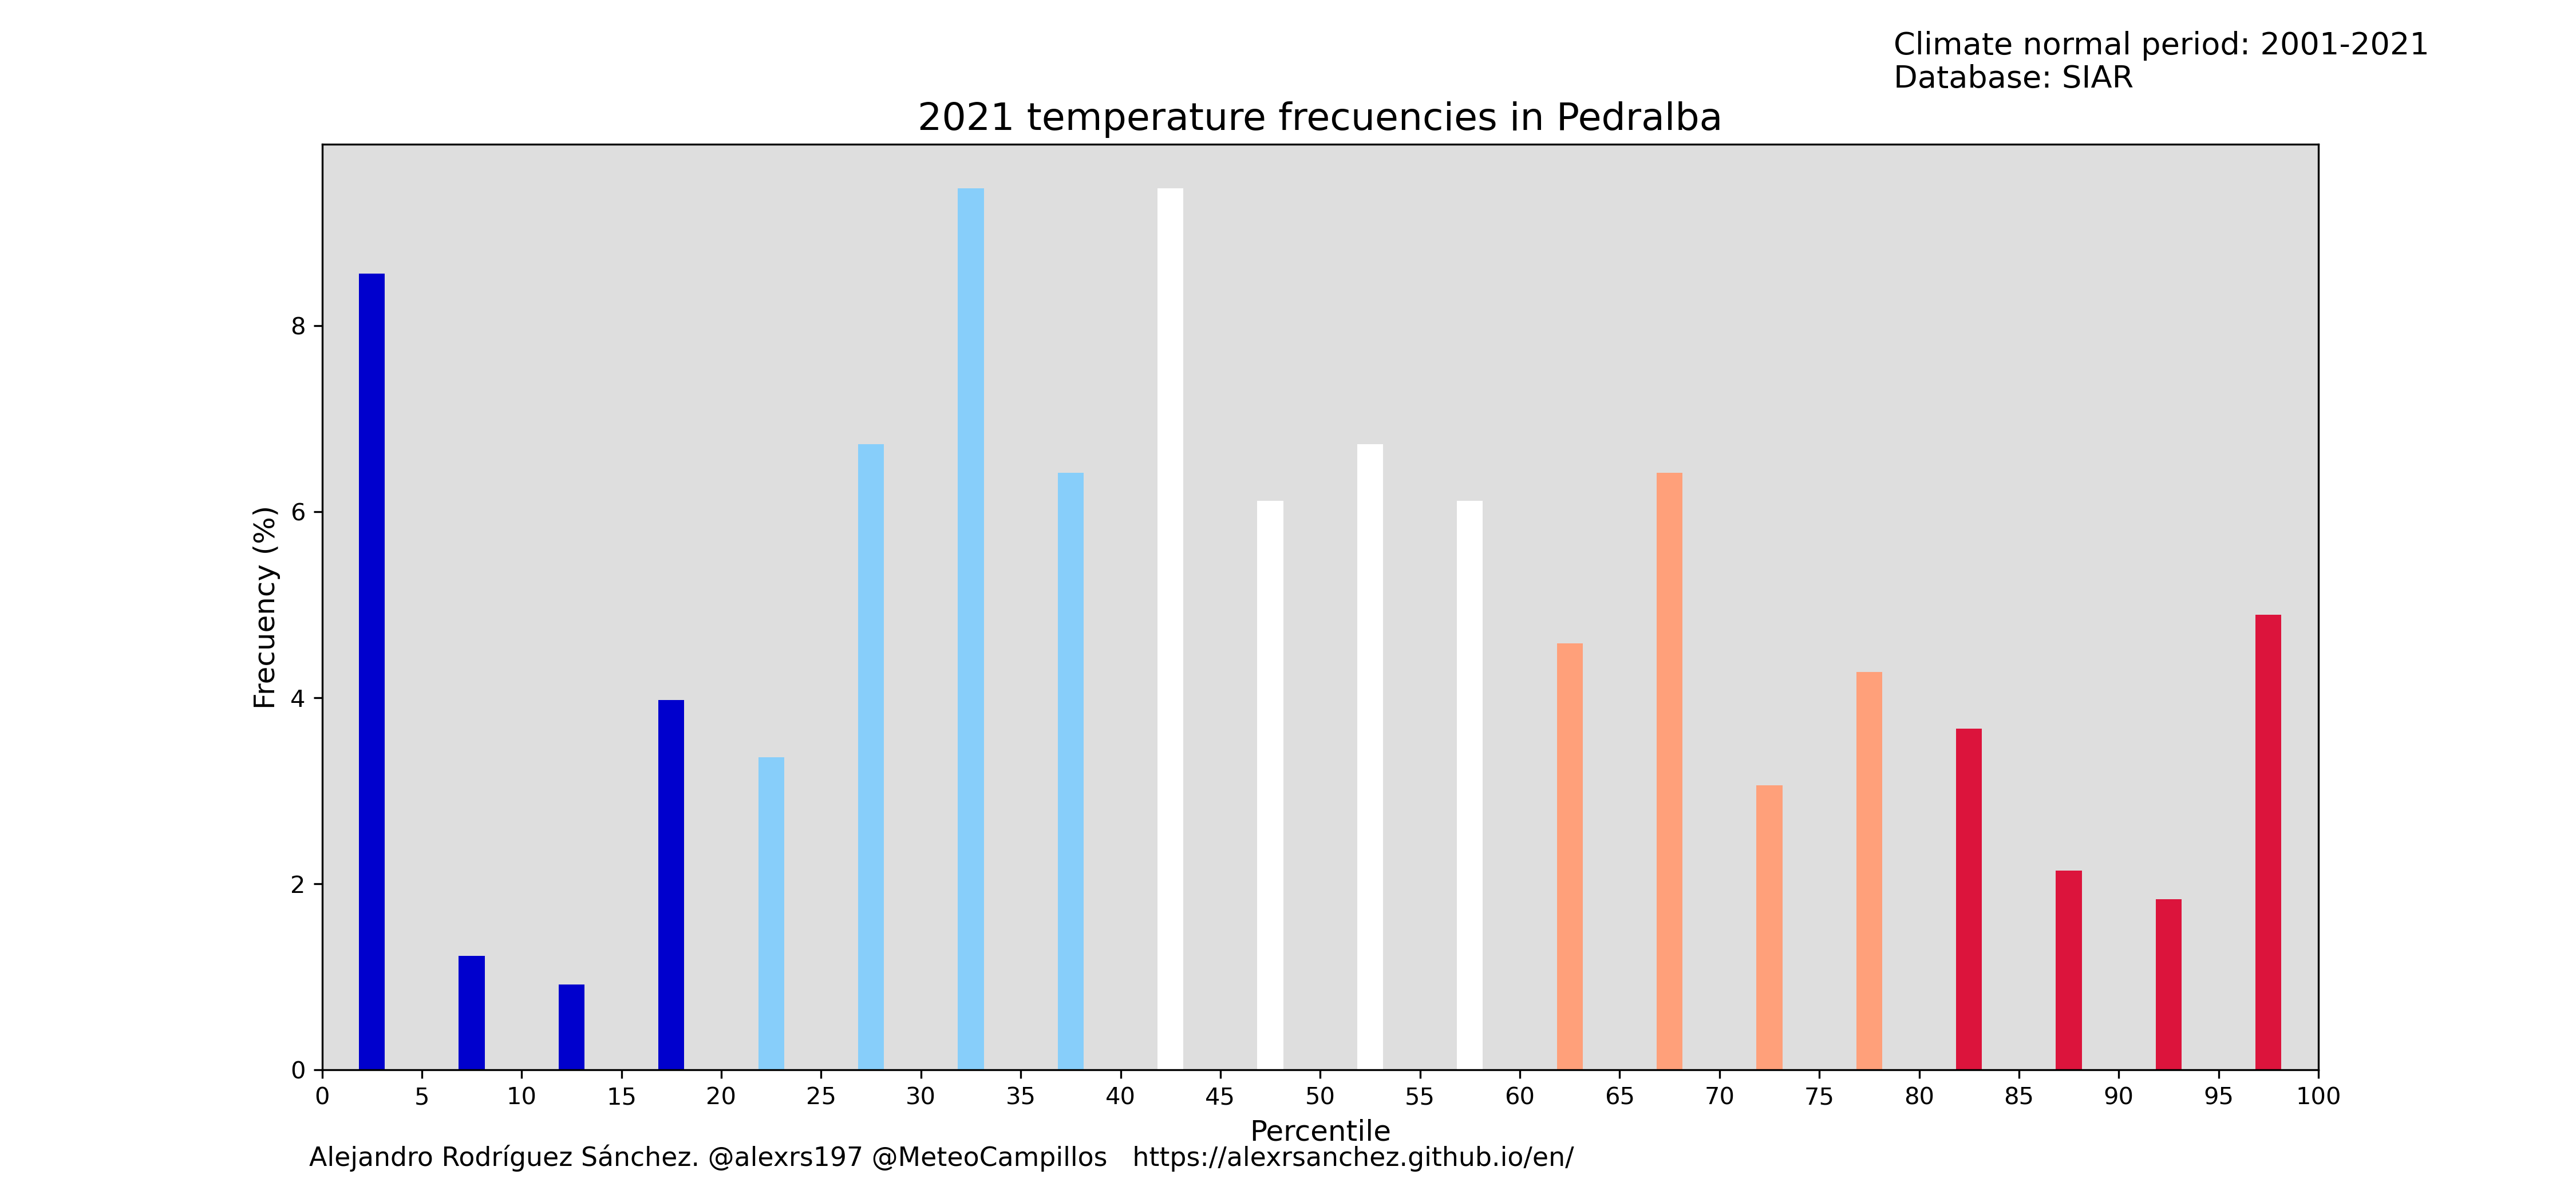 Climate normal period: 2001-2021
Database: SIAR
2021 temperature frecuencies in Pedralba
Frecuency (%)
8
6
4
2
0
0 5 10 15 20 25 30 35 40 45 50 55 60 65 70 75 80 85 90 95 100
Percentile
Alejandro Rodríguez Sánchez. @alexrs197 @MeteoCampillos https://alexrsanchez.github.io/en/